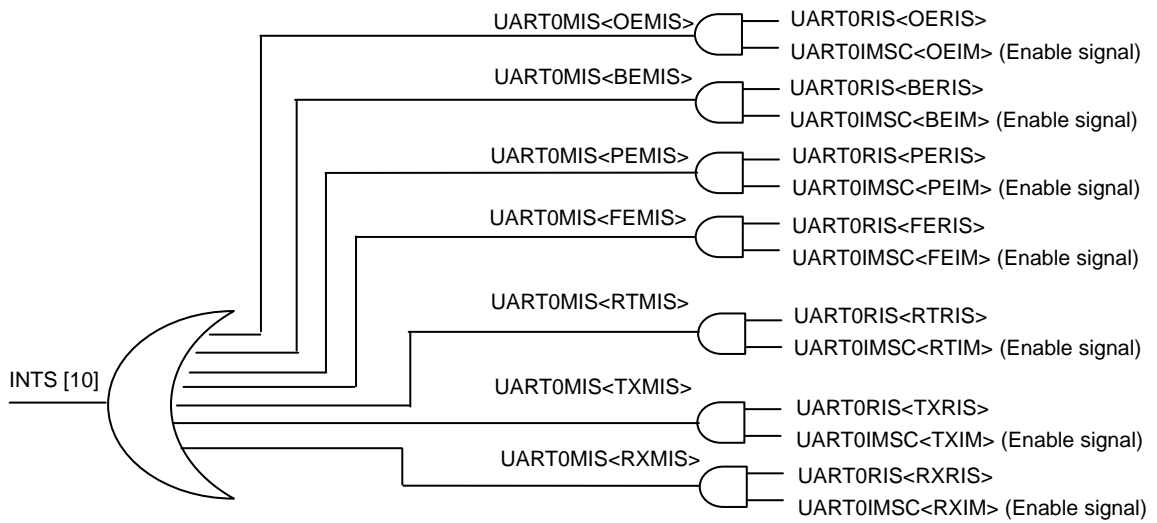 UART0MIS<OEMIS>
UART0RIS<OERIS>
UART0IMSC<OEIM> (Enable signal)
UART0MIS<BEMIS>
UART0RIS<BERIS>
UART0IMSC<BEIM> (Enable signal)
UART0MIS<PEMIS>
UART0RIS<PERIS>
UART0IMSC<PEIM> (Enable signal)
UART0MIS<FEMIS>
UART0RIS<FERIS>
UART0IMSC<FEIM> (Enable signal)
UART0MIS<RTMIS>
UART0RIS<RTRIS>
UART0IMSC<RTIM> (Enable signal)
INTS [10]
UART0MIS<TXMIS>
UART0RIS<TXRIS>
UART0IMSC<TXIM> (Enable signal)
UART0MIS<RXMIS>
UART0RIS<RXRIS>
UART0IMSC<RXIM> (Enable signal)